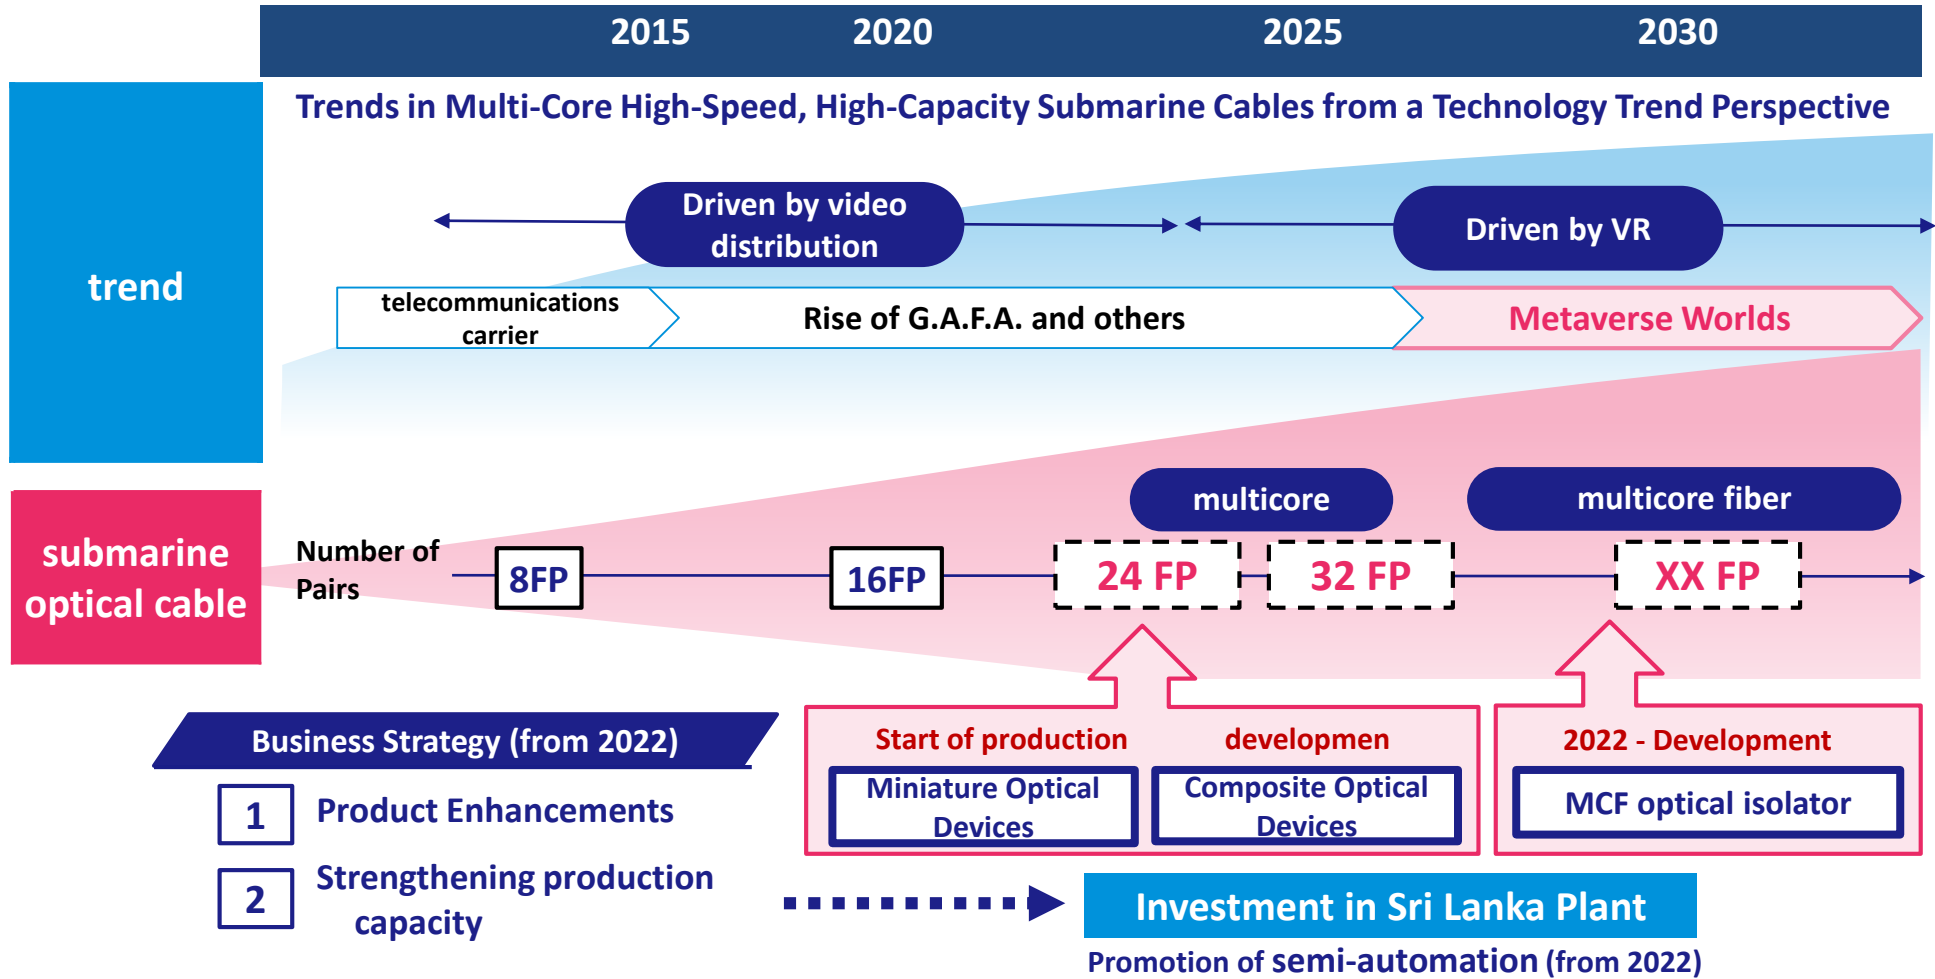 2015 2020 2025 2030
Trends in Multi-Core High-Speed, High-Capacity Submarine Cables from a Technology Trend Perspective
trend
Driven by video
distribution
Driven by VR
telecommunications
carrier
Rise of G.A.F.A. and others
Metaverse Worlds
submarine
optical cable
multicore
multicore fiber
Number of
Pairs
8FP
16FP
24 FP
32 FP
XX FP
Business Strategy (from 2022)
1 Product Enhancements
2 Strengthening production
capacity
Start of production
Miniature Optical
Devices
developmen
Composite Optical
Devices
2022 - Development
MCF optical isolator
Investment in Sri Lanka Plant
Promotion of semi-automation (from 2022)